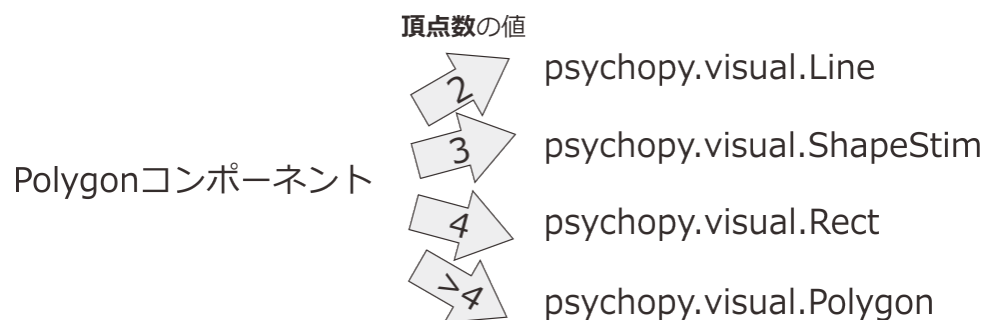 頂点数の値
2 psychopy.visual.Line
3 psychopy.visual.ShapeStim
Polygonコンポーネント
4 psychopy.visual.Rect
>4 psychopy.visual.Polygon